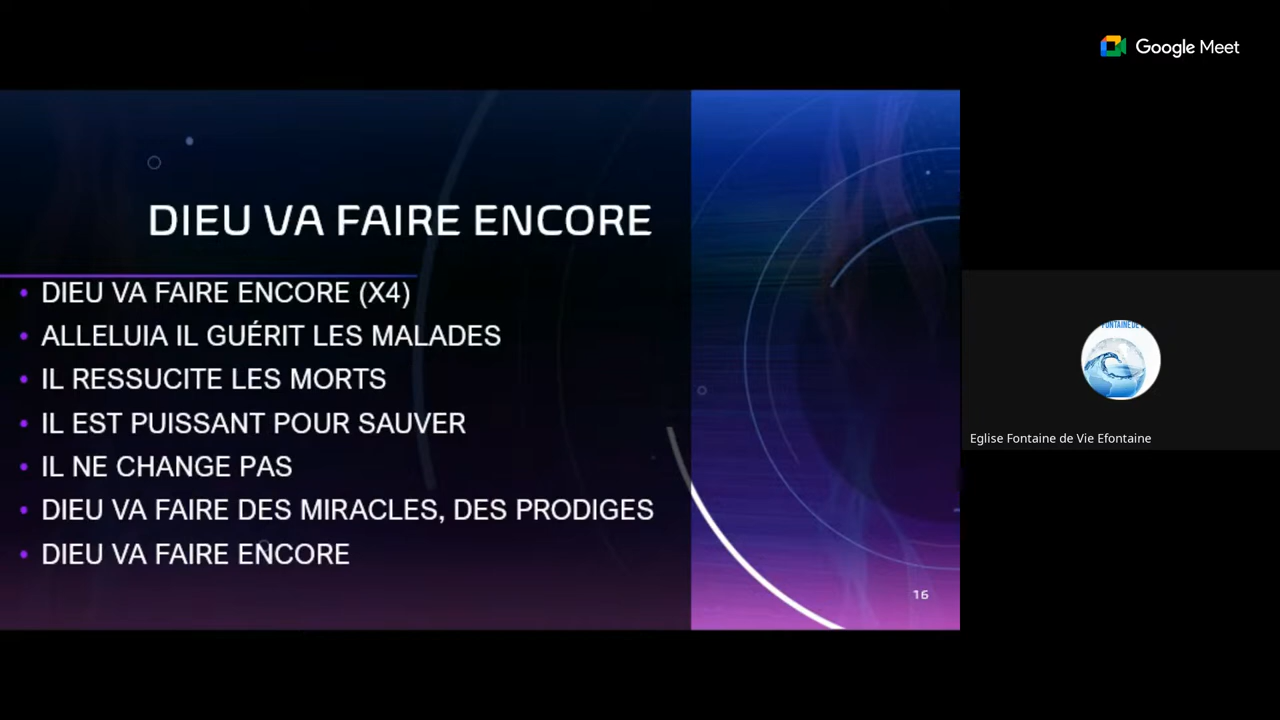 Google Meet
DIEU VA FAIRE ENCORE
• DIEU VA FAIRE ENCORE (X4)
• ALLELUIA IL GUÉRIT LES MALADES
• IL RESSUCITE LES MORTS
• IL EST PUISSANT POUR SAUVER
• IL NE CHANGE PAS
• DIEU VA FAIRE DES MIRACLES, DES PRODIGES
• DIEU VA FAIRE ENCORE
16
Eglise Fontaine de Vie Efontaine